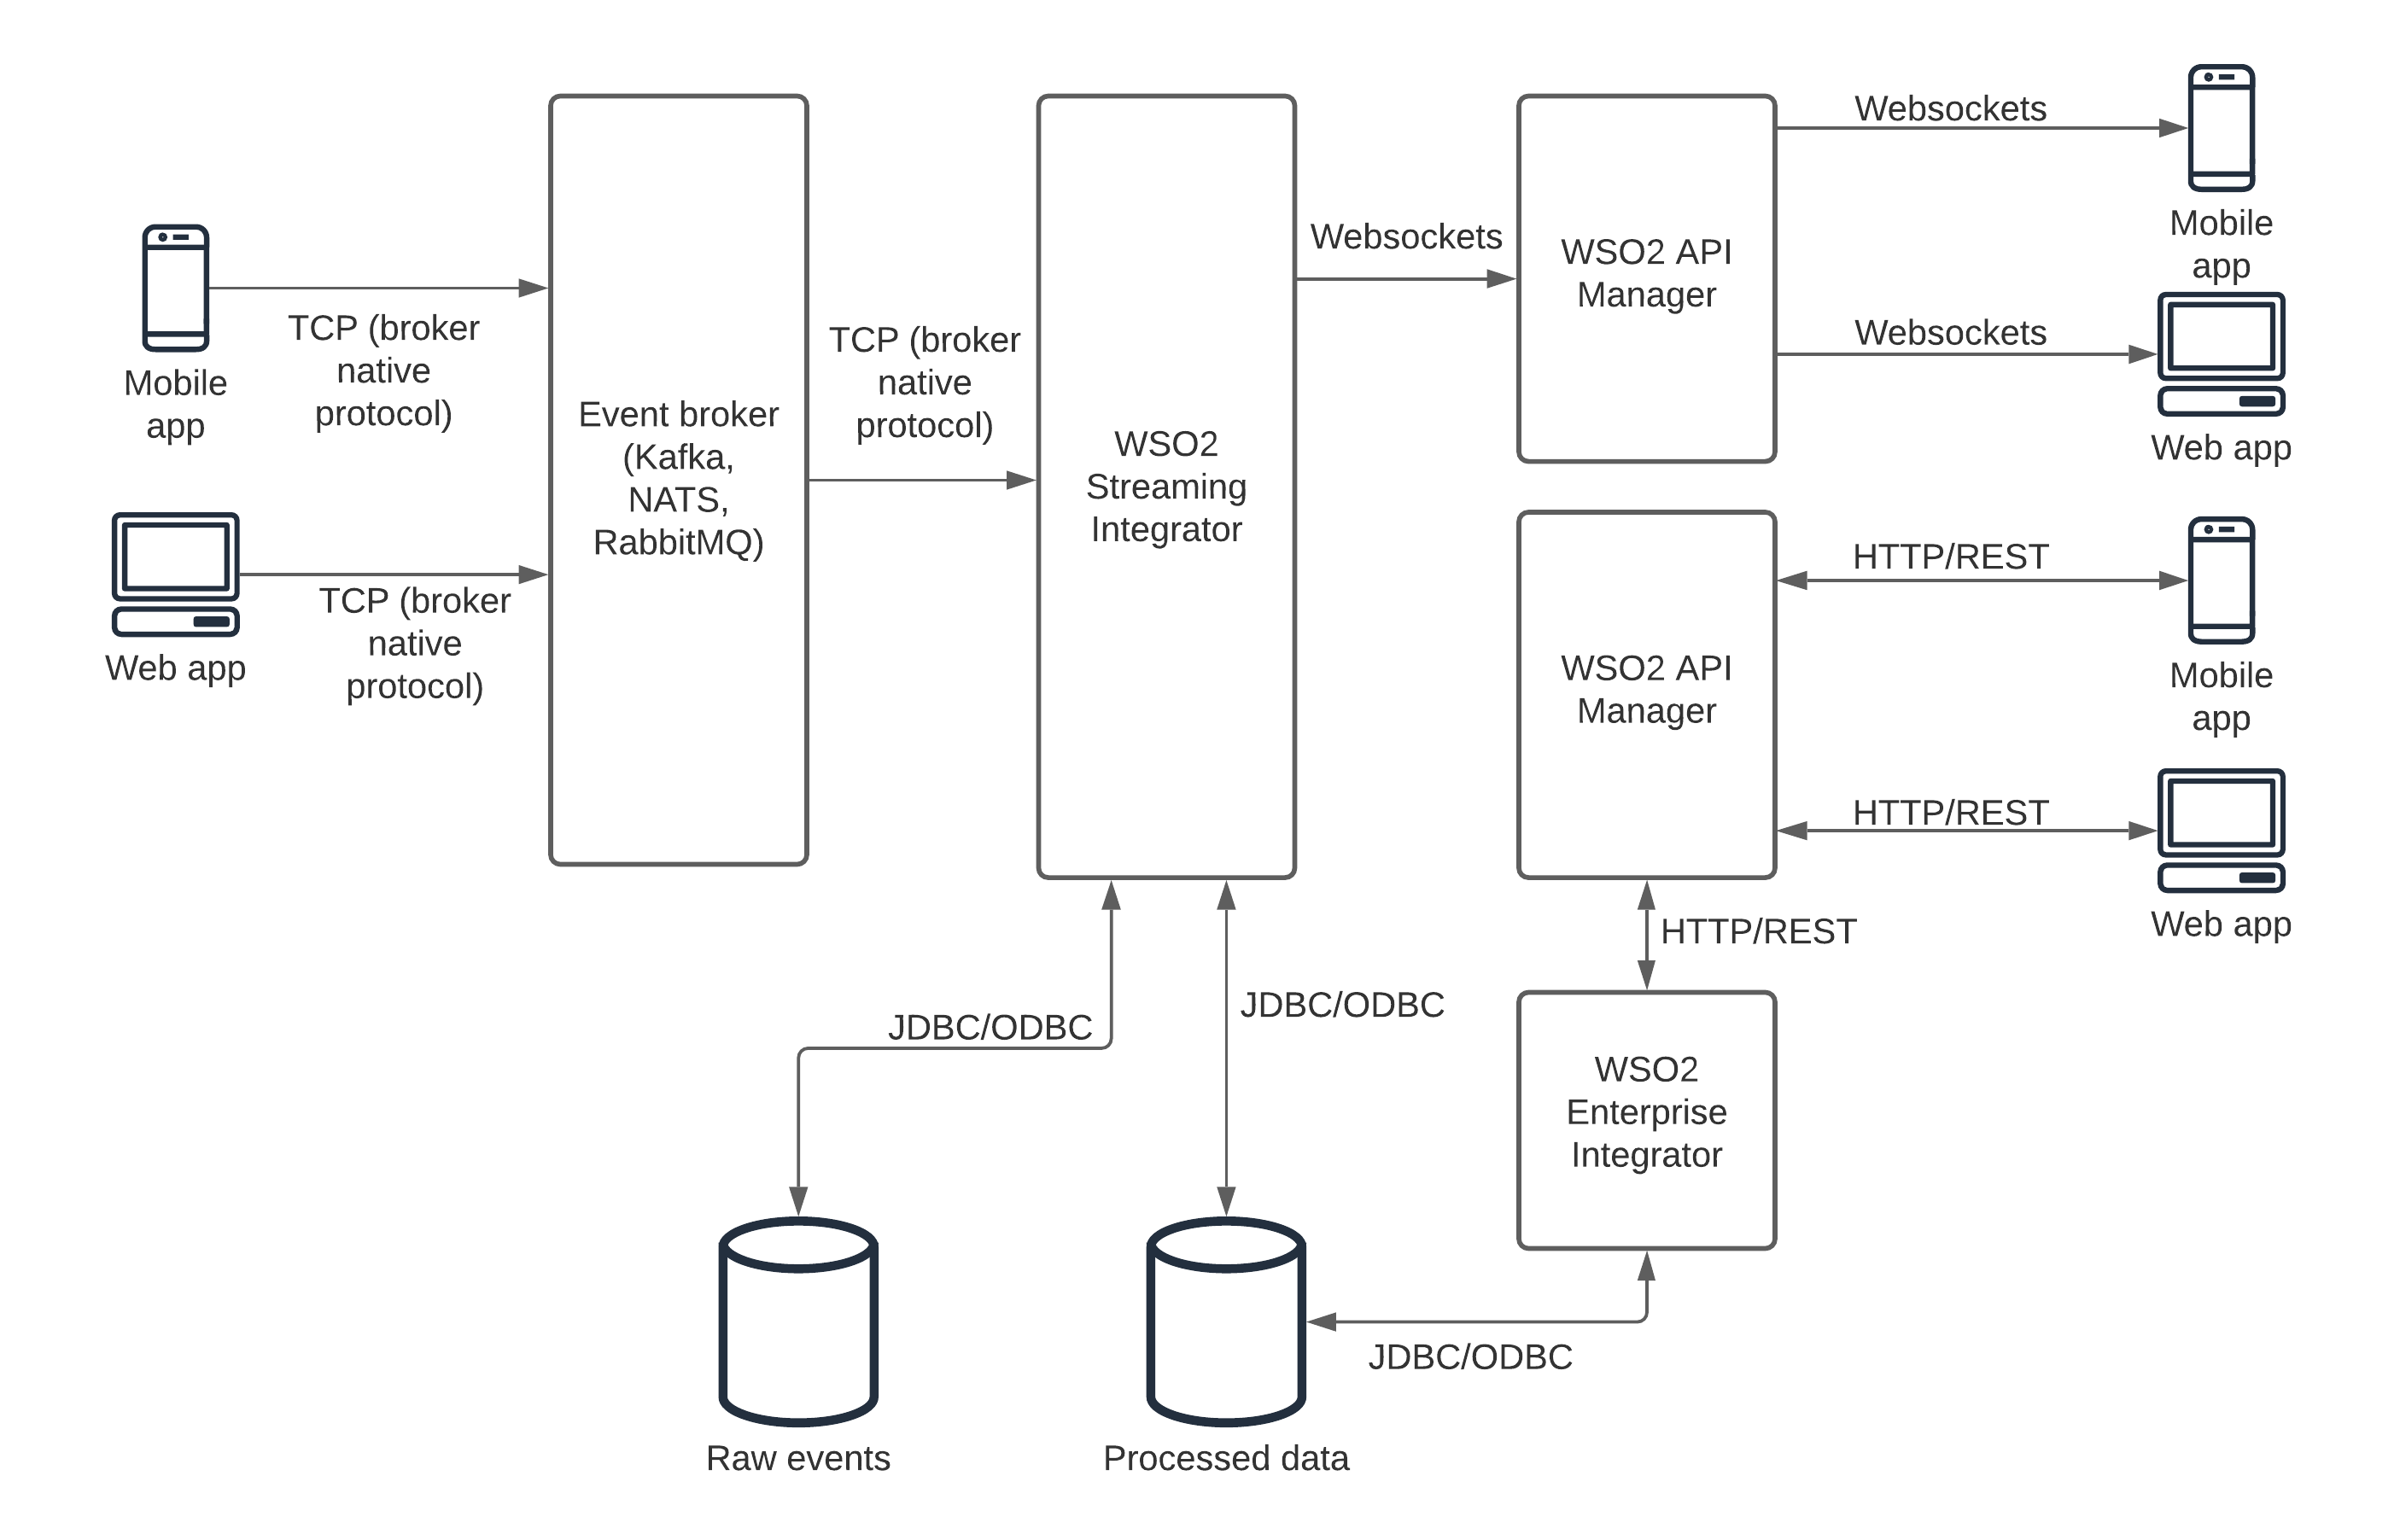 Mobile
app
TCP (broker
native
protocol)
Web app
TCP (broker
native
protocol)
Event broker
(Kafka,
NATS,
RabbitMQ)
TCP (broker
native
protocol)
WSO2
Streaming
Integrator
Websockets
WSO2 API
Manager
Websockets
Mobile
app
Websockets
Web app
WSO2 API
Manager
HTTP/REST
Mobile
app
HTTP/REST
Web app
HTTP/REST
WSO2
Enterprise
Integrator
JDBC/ODBC
JDBC/ODBC
JDBC/ODBC
Raw events
Processed data